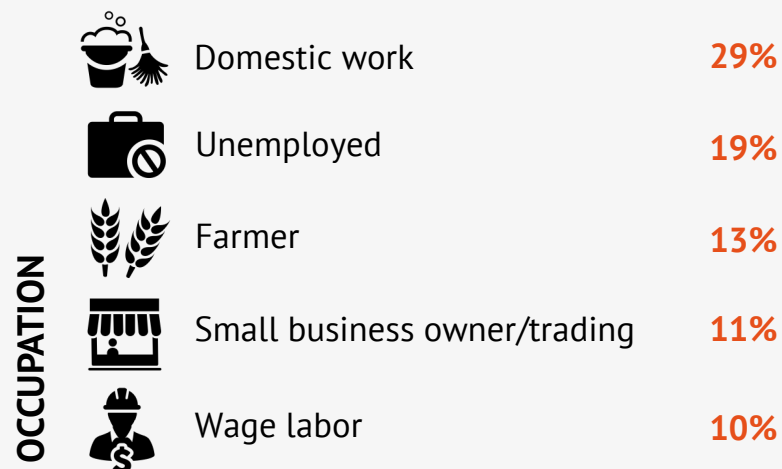 Domestic work 29%
Unemployed 19%
Farmer 13%
Small business owner/trading 11%
Wage labor 10%
OCCUPATION